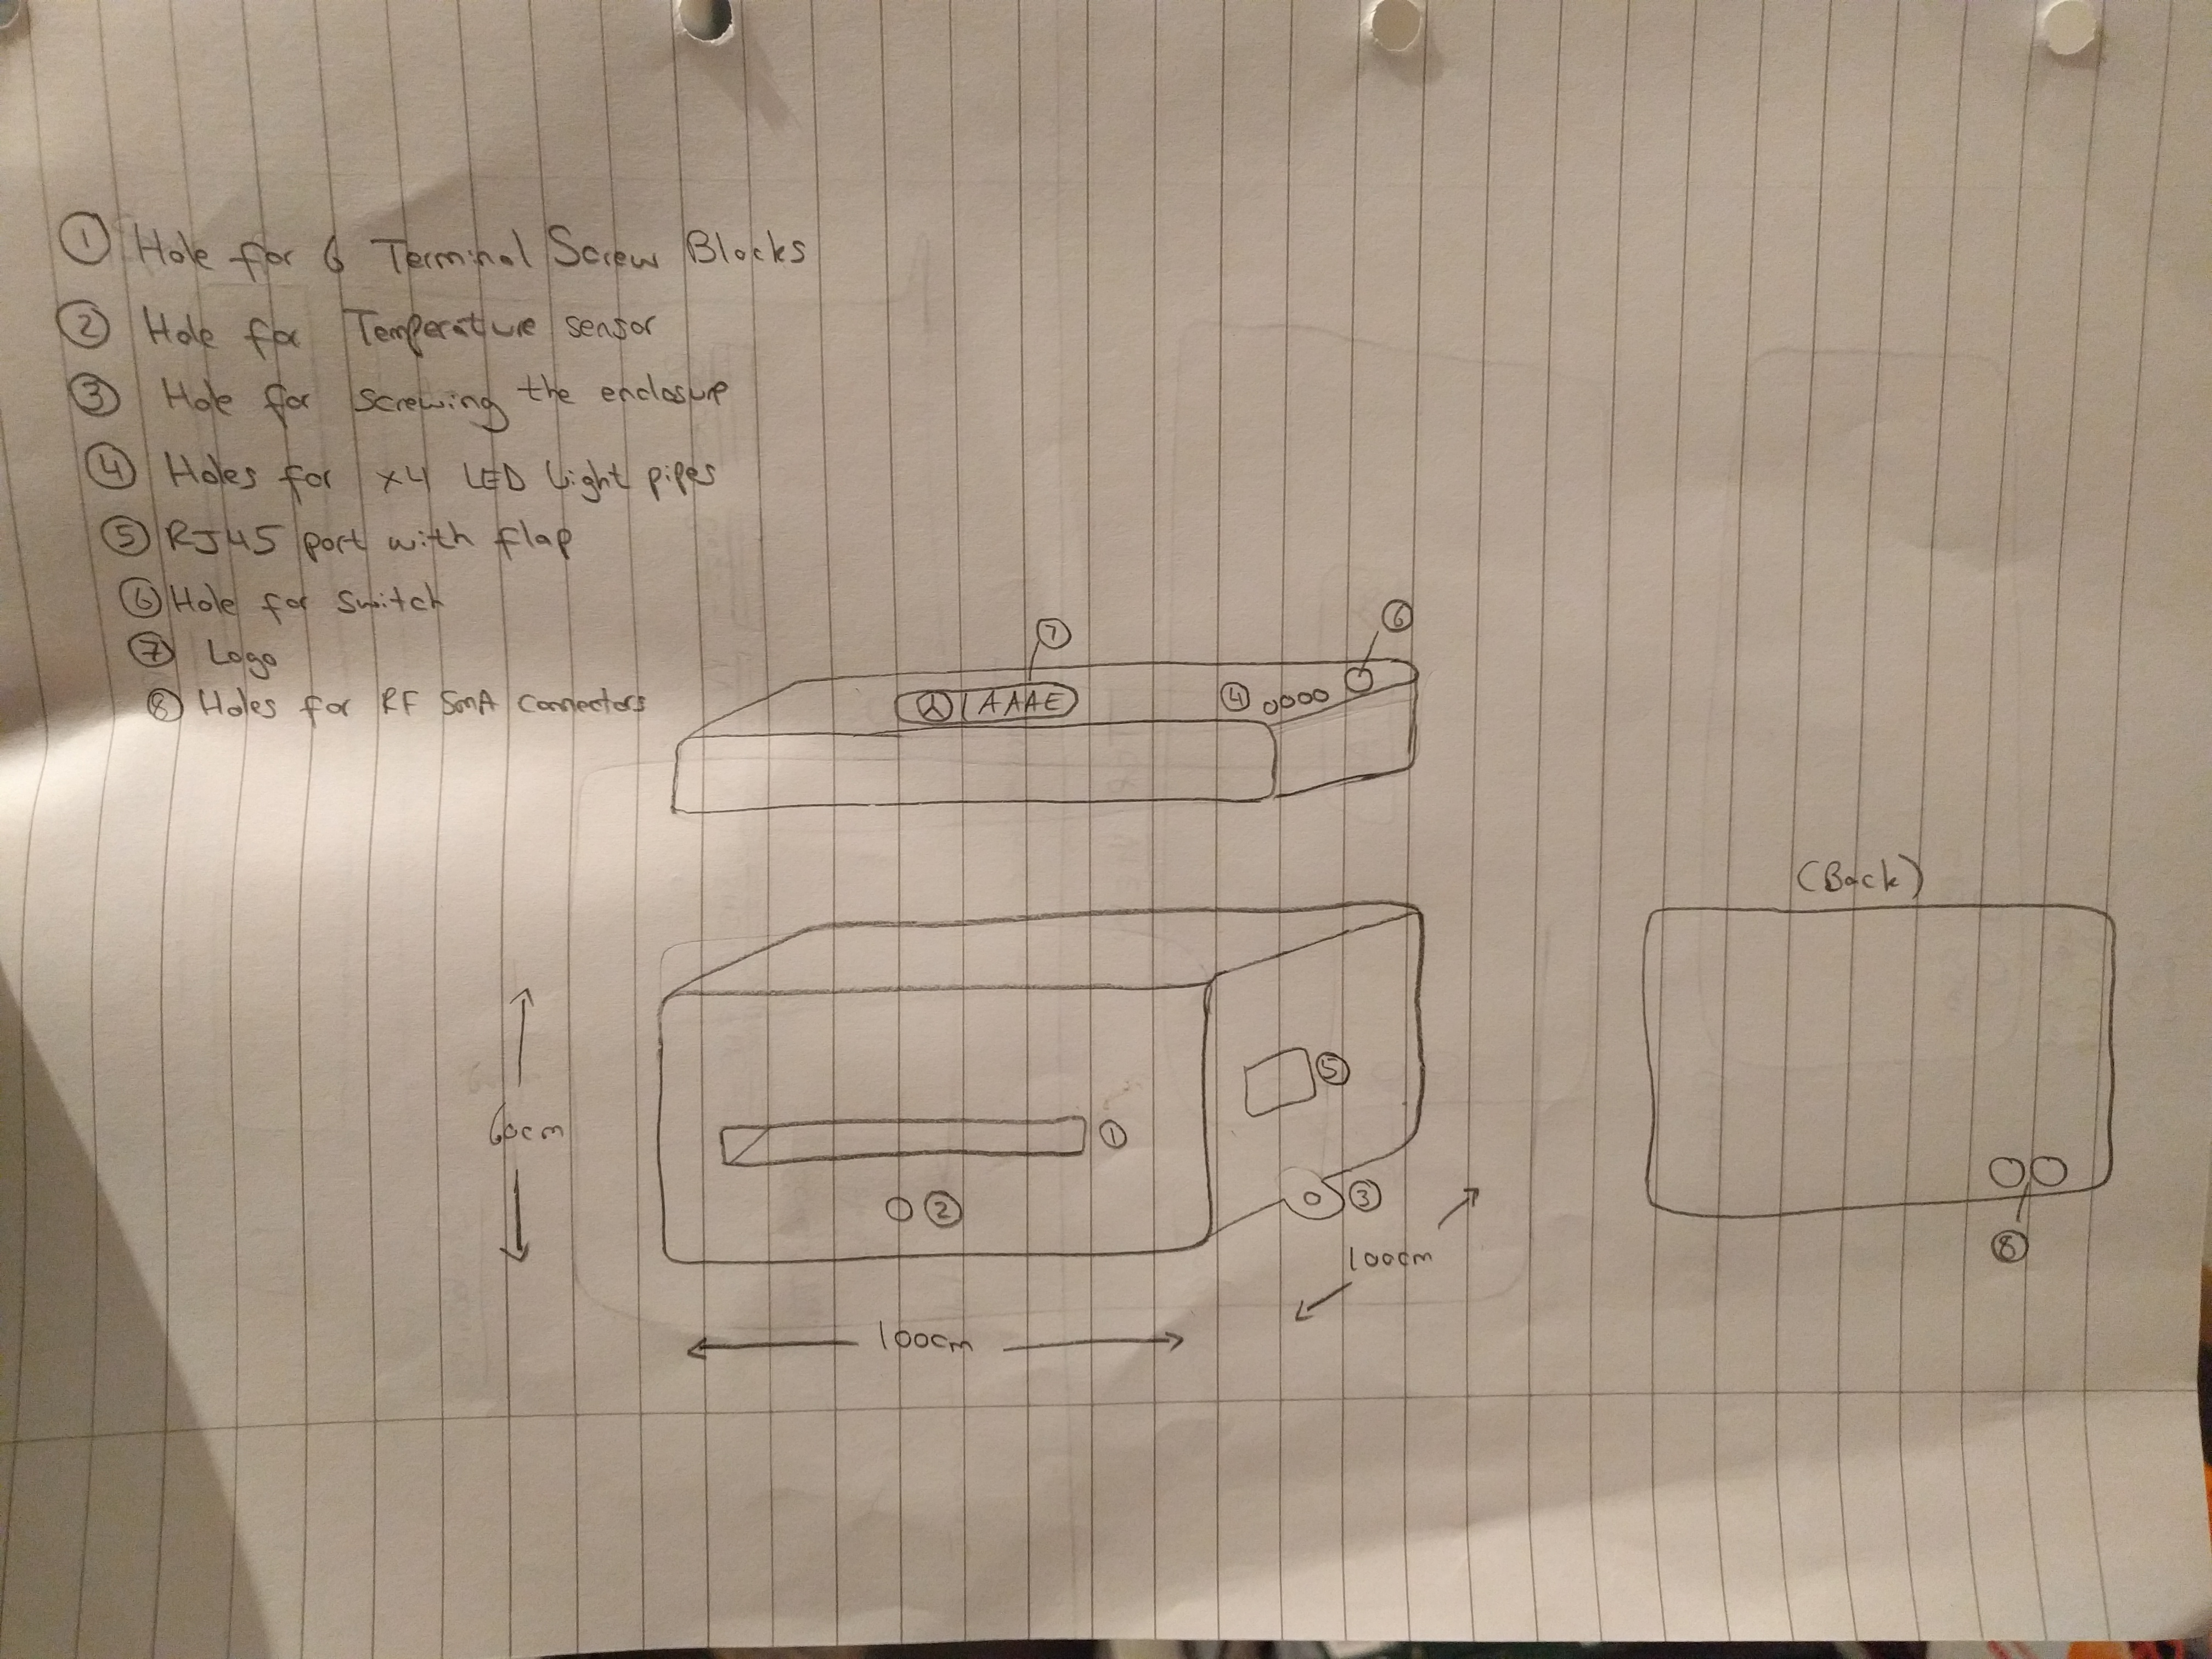 ① Hole for 6 Terminal Screw Blocks
② Hole for Temperature sensor
③ Hole for screwing the enclosure
④ Holes for x4 LED light pipes
⑤ RJ45 port with flap
⑥ Hole for switch
⑦ Logo
⑧ Holes for RF SMA connectors
⑥
⑦
AAAE ④
(Back)
⑤
60cm
①
③
②
100cm
⑧
100cm